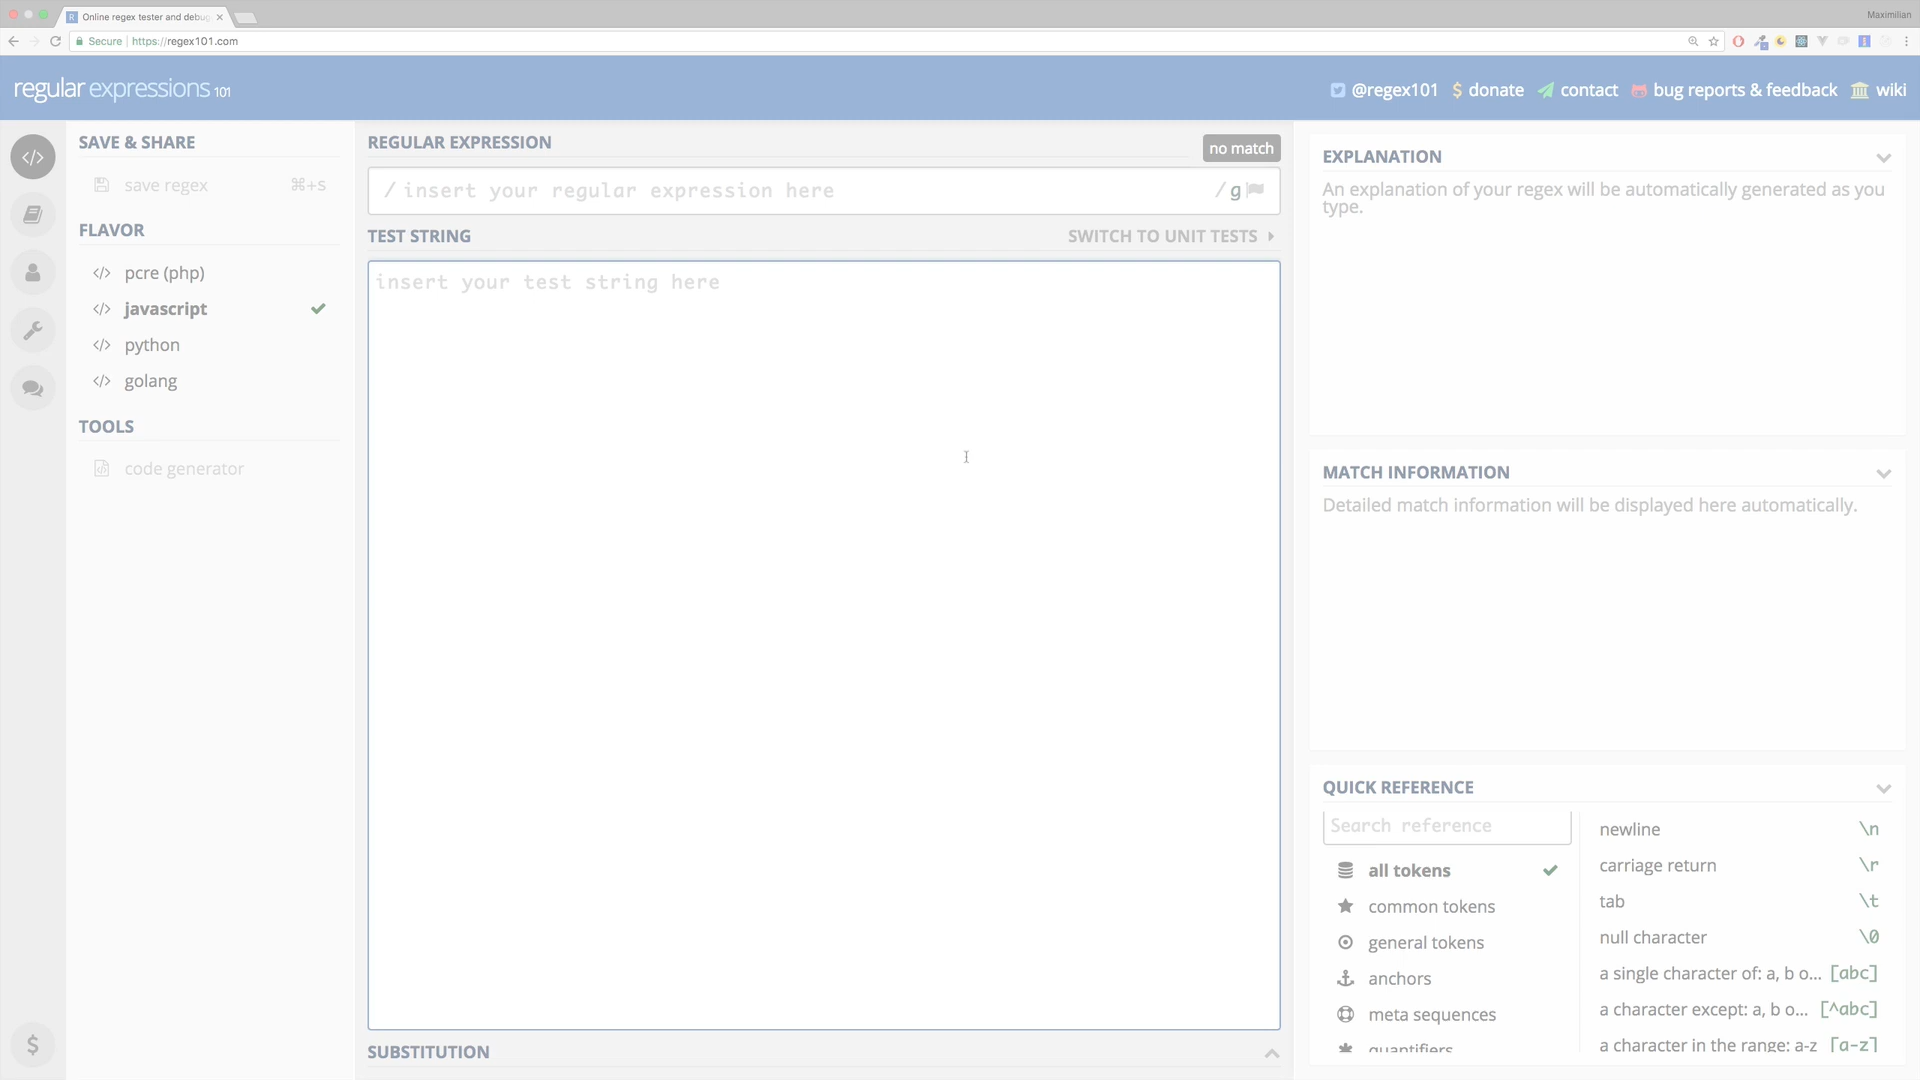 Online regex tester and debug
Maximilian
Secure | https://regex101.com
regular expressions 101
@regex101
$ donate
contact
bug reports & feedback
wiki
SAVE & SHARE
save regex ⌘+S
FLAVOR
</> pcre (php)
</> javascript
</> python
</> golang
TOOLS
code generator
$
REGULAR EXPRESSION
no match
/ insert your regular expression here / g
TEST STRING
SWITCH TO UNIT TESTS
insert your test string here
SUBSTITUTION
EXPLANATION
An explanation of your regex will be automatically generated as you
type.
MATCH INFORMATION
Detailed match information will be displayed here automatically.
QUICK REFERENCE
Search reference
all tokens
common tokens
general tokens
anchors
meta sequences
quantifiers
newline \n
carriage return \r
tab \t
null character \0
a single character of: a, b o... [abc]
a character except: a, b o... [^abc]
a character in the range: a-z [a-z]